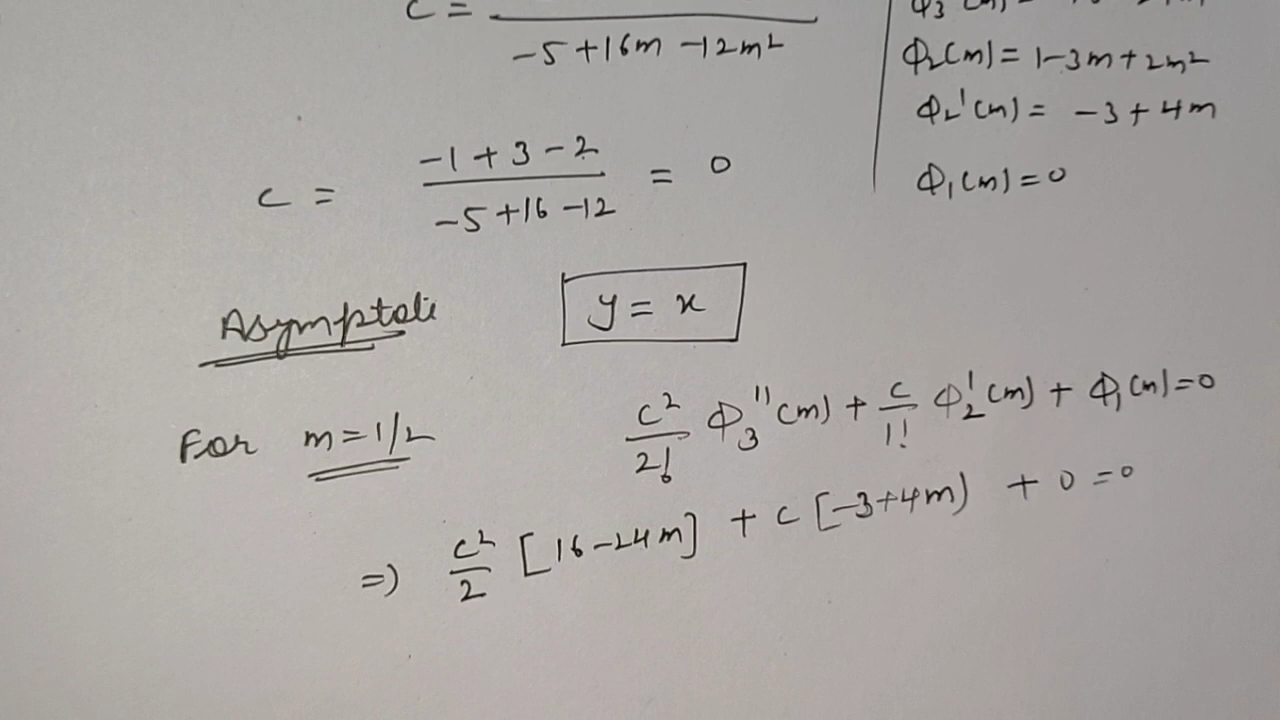 c =
-5 + 16m - 12m²
Φ₂(m) = 1 - 3m + 2m²
Φ₂'(m) = -3 + 4m
Φ₁(m) = 0
c = (-1 + 3 - 2)/(-5 + 16 - 12) = 0
Asymptote y = x
For m = 1/2 c²/2! Φ₃''(m) + c/1! Φ₂'(m) + Φ₁(m) = 0
=) c²/2 [16 - 24m] + c [-3 + 4m) + 0 = 0